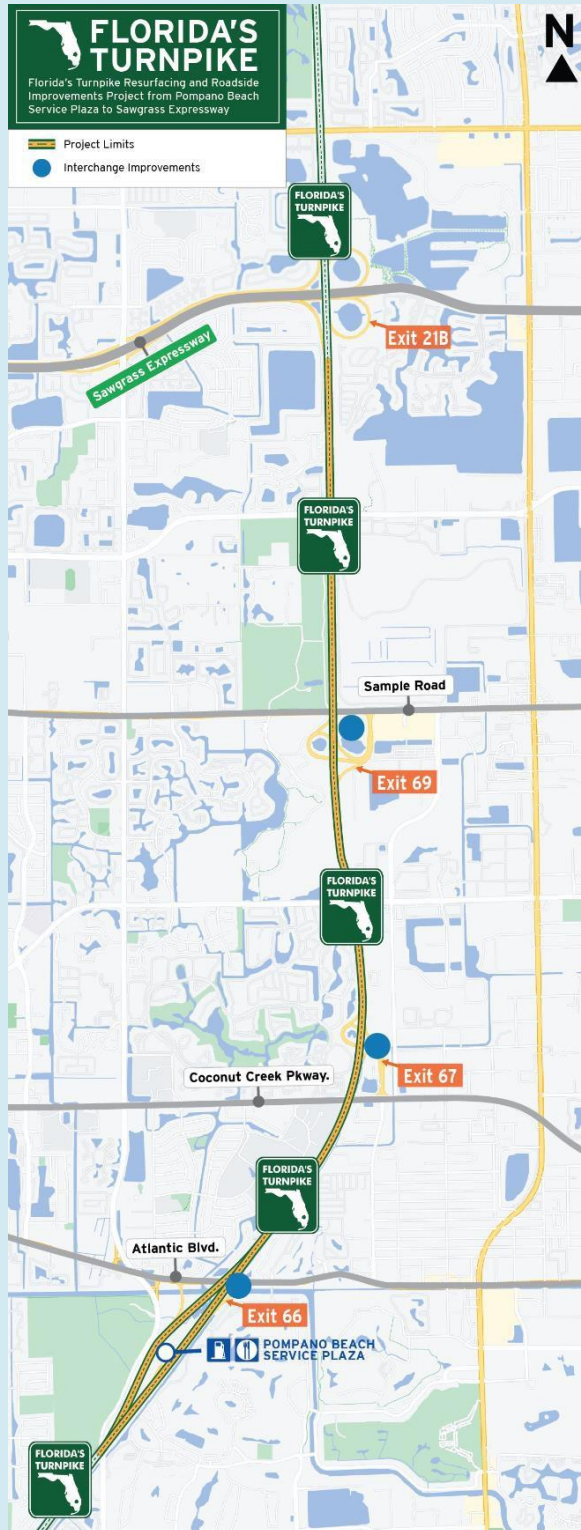 FLORIDA'S
TURNPIKE
Florida's Turnpike Resurfacing and Roadside
Improvements Project from Pompano Beach
Service Plaza to Sawgrass Expressway
N
Project Limits
Interchange Improvements
FLORIDA'S
TURNPIKE
Exit 21B
Sawgrass Expressway
FLORIDA'S
TURNPIKE
Sample Road
Exit 69
FLORIDA'S
TURNPIKE
Exit 67
Coconut Creek Pkway.
FLORIDA'S
TURNPIKE
Atlantic Blvd.
Exit 66
POMPANO BEACH
SERVICE PLAZA
FLORIDA'S
TURNPIKE